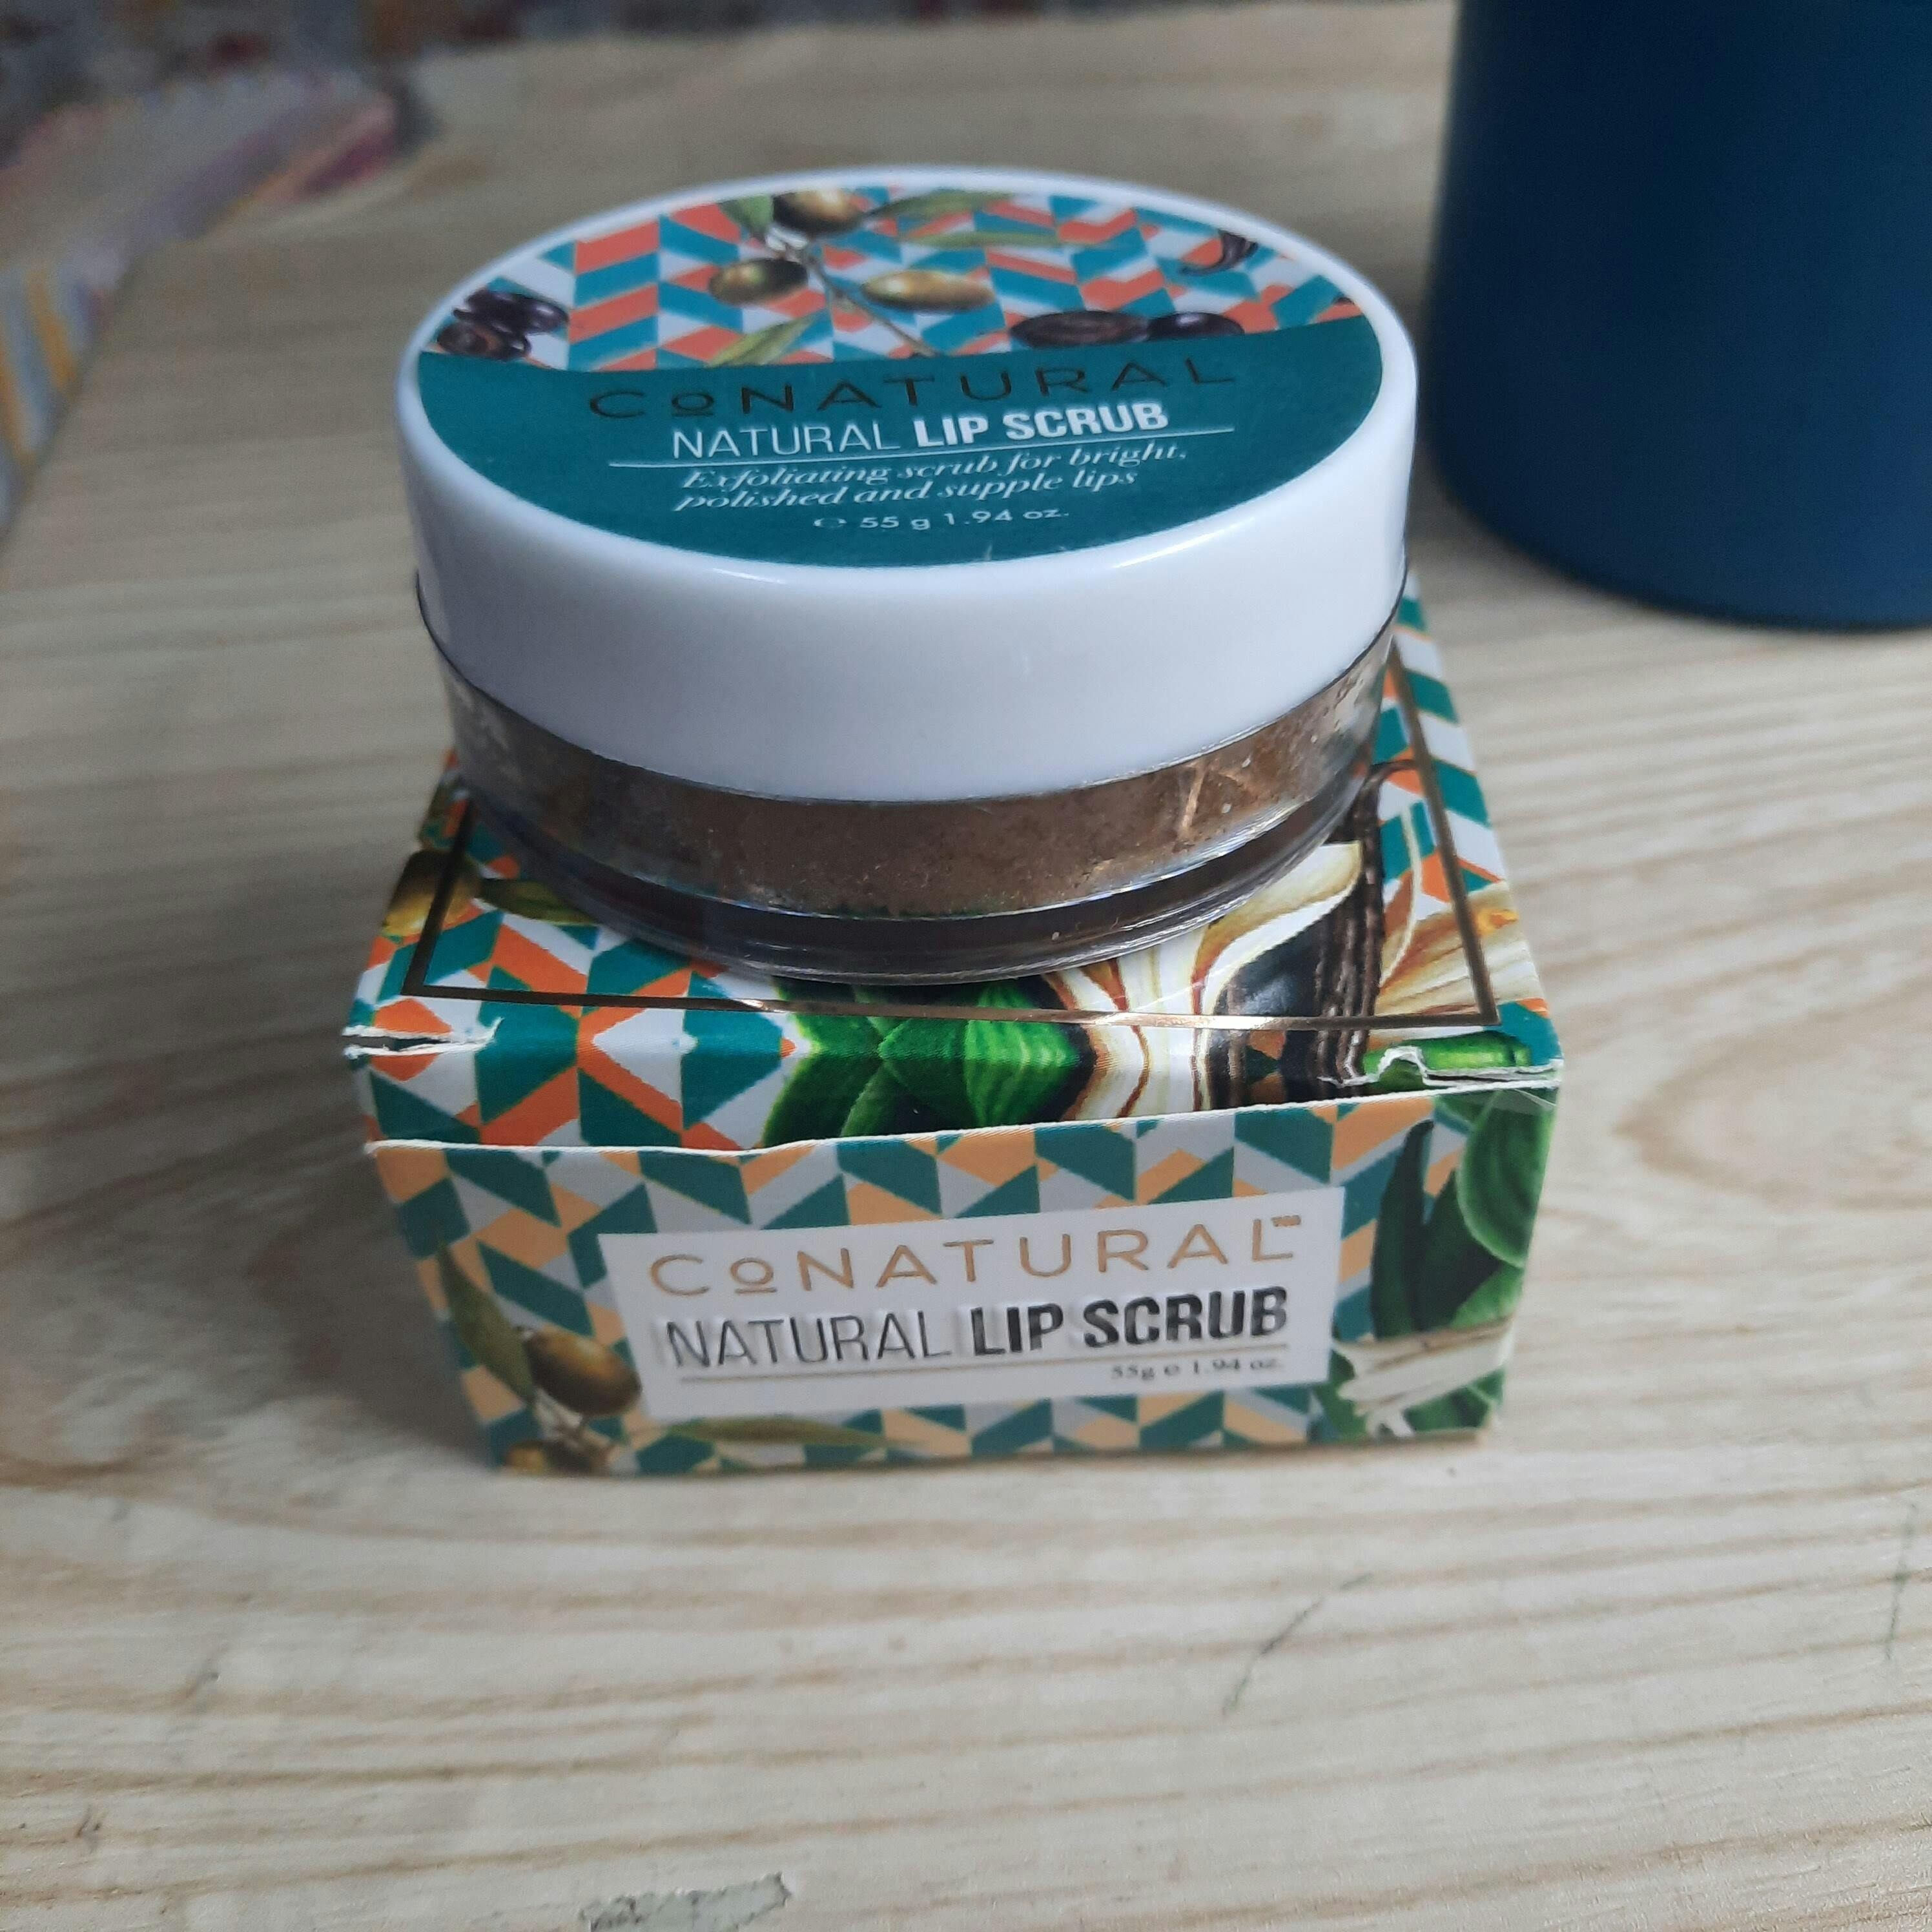 CoNATURAL
NATURAL LIP SCRUB
Exfoliating scrub for bright,
polished and supple lips
℮ 55 g 1.94 oz.
CoNATURAL™
NATURAL LIP SCRUB
55g ℮ 1.94 oz.